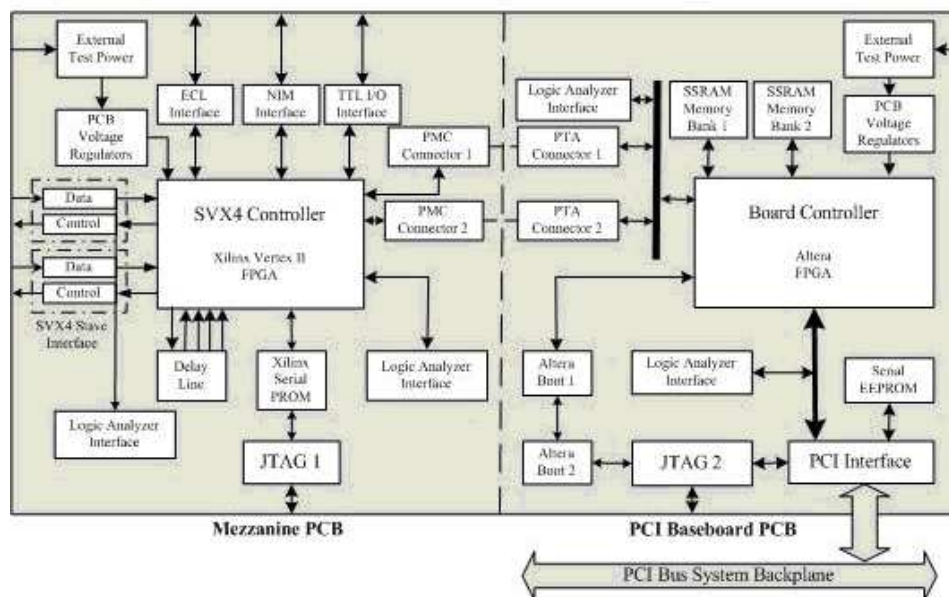 External
Test Power
PCB
Voltage
Regulators
ECL
Interface
NIM
Interface
TTL I/O
Interface
PMC
Connector 1
PMC
Connector 2
Data
Control
Data
Control
SVX4 Stave
Interface
SVX4 Controller
Xilinx Vertex II
FPGA
Delay
Line
Xilinx
Serial
PROM
Logic Analyzer
Interface
Logic Analyzer
Interface
JTAG 1
Mezzanine PCB
Logic Analyzer
Interface
PTA
Connector 1
PTA
Connector 2
SSRAM
Memory
Bank 1
SSRAM
Memory
Bank 2
External
Test Power
PCB
Voltage
Regulators
Board Controller
Altera
FPGA
Altera
Boot 1
Logic Analyzer
Interface
Serial
EEPROM
Altera
Boot 2
JTAG 2
PCI Interface
PCI Baseboard PCB
PCI Bus System Backplane